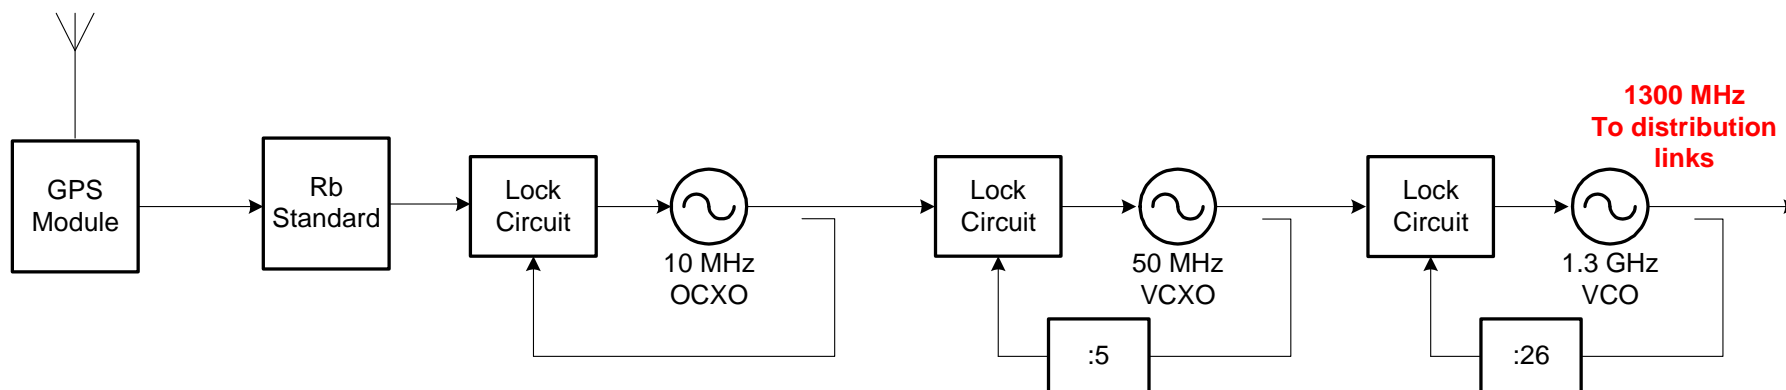 1300 MHz
To distribution
links
GPS
Module
Rb
Standard
Lock
Circuit
10 MHz
OCXO
Lock
Circuit
50 MHz
VCXO
:5
Lock
Circuit
1.3 GHz
VCO
:26